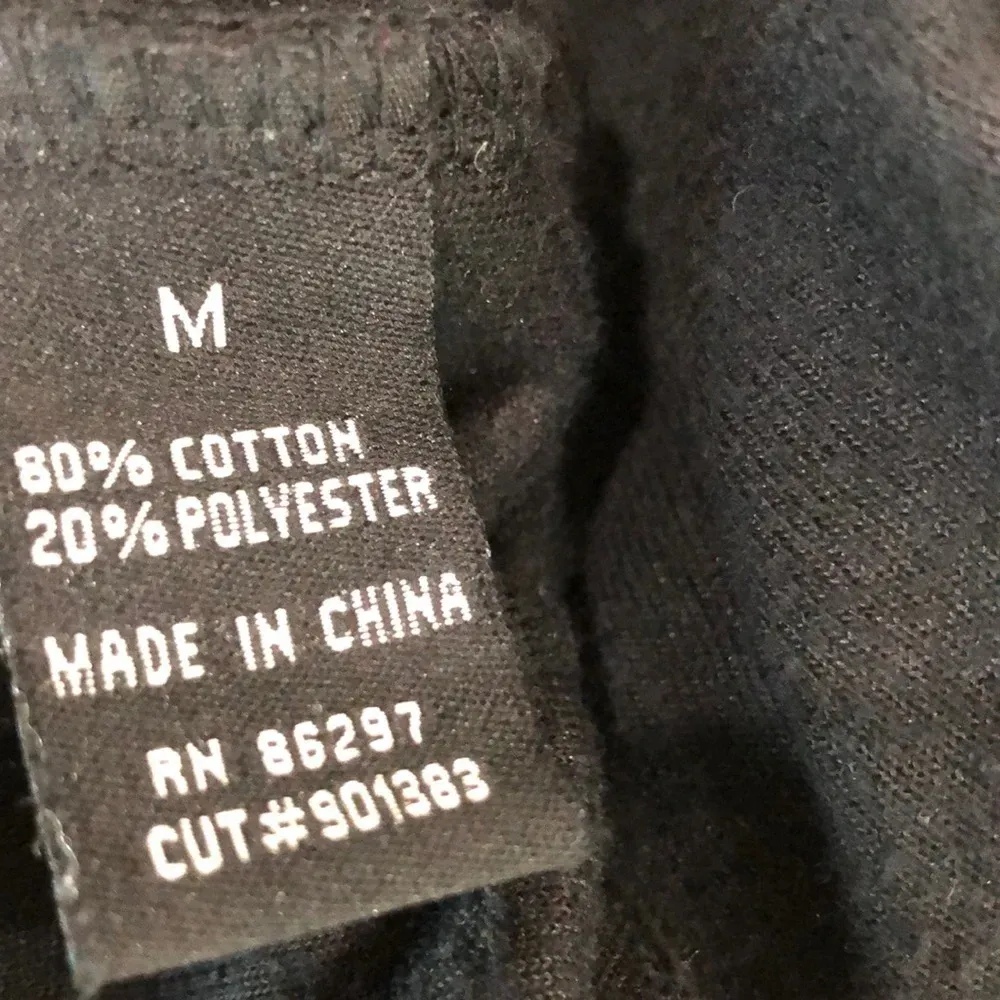 M
80% COTTON
20% POLYESTER
MADE IN CHINA
RN 86297
CUT#901383